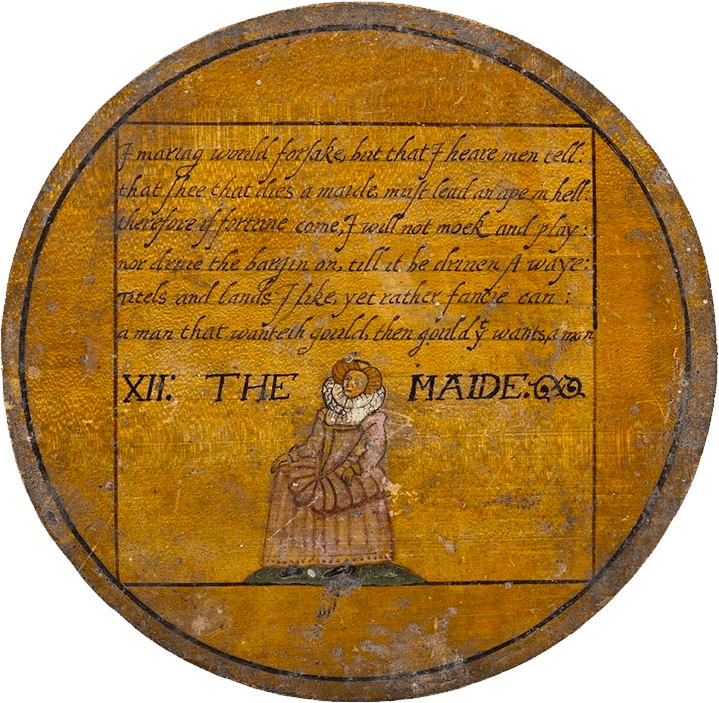 I mariag would forsake, but that I heare men tell:
that shee that dies a maide, must lead an ape in hell.
therefore if fortune come, I will not mock and play:
nor drive the bargin on, till it be driven A waye:
titels and lands I like, yet rather fancie can:
a man that wanteth gould, then gould yͭ wants, a man
XII: THE MAIDE: